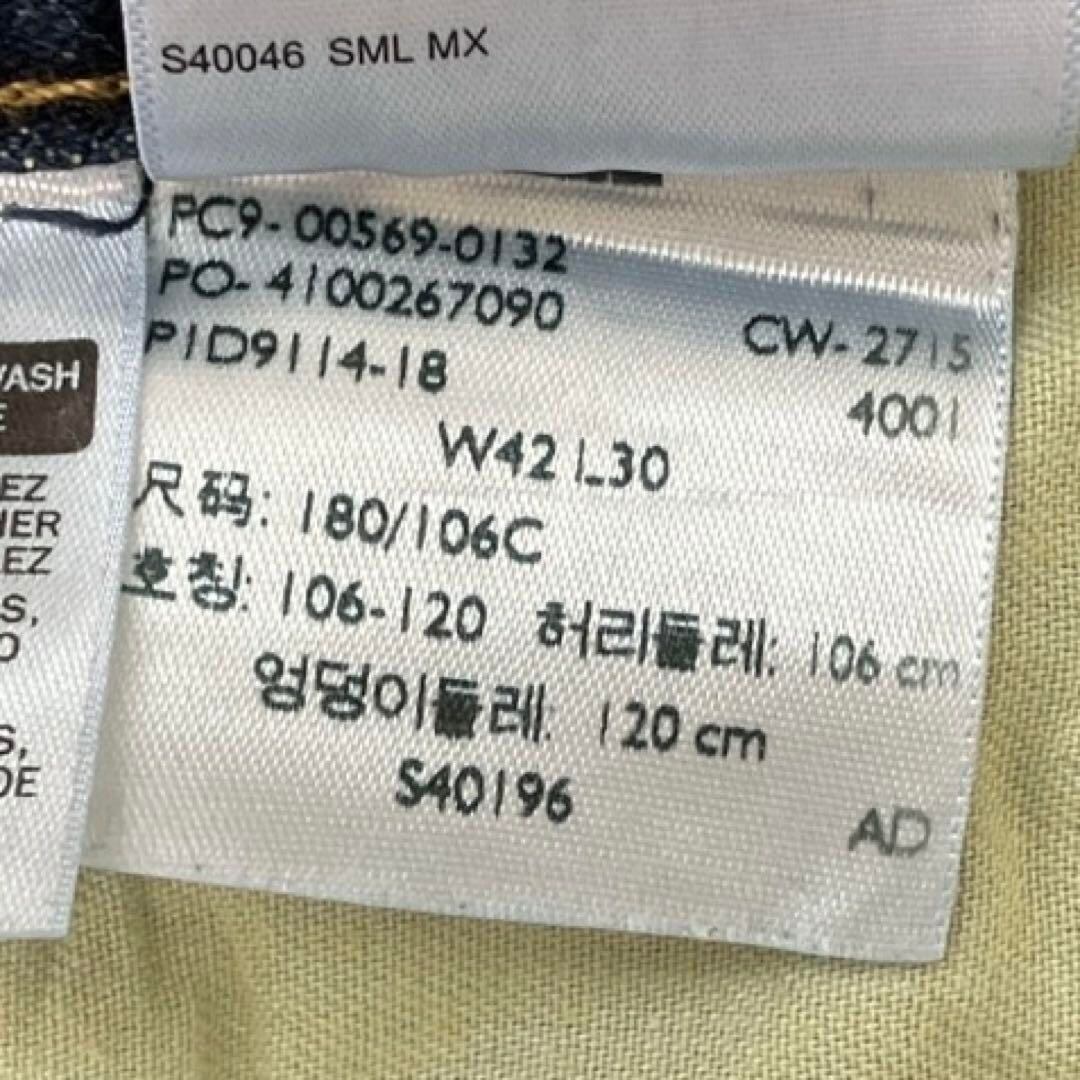 S40046 SML MX
PC9-00569-0132
PO-4100267090
CW-2715
PID9114-18
4001
W42 L30
尺码: 180/106C
호칭: 106-120 허리둘레: 106 cm
엉덩이둘레: 120 cm
S40196
AD
WASH
E
EZ
HER
EZ
S,
O
S,
DE